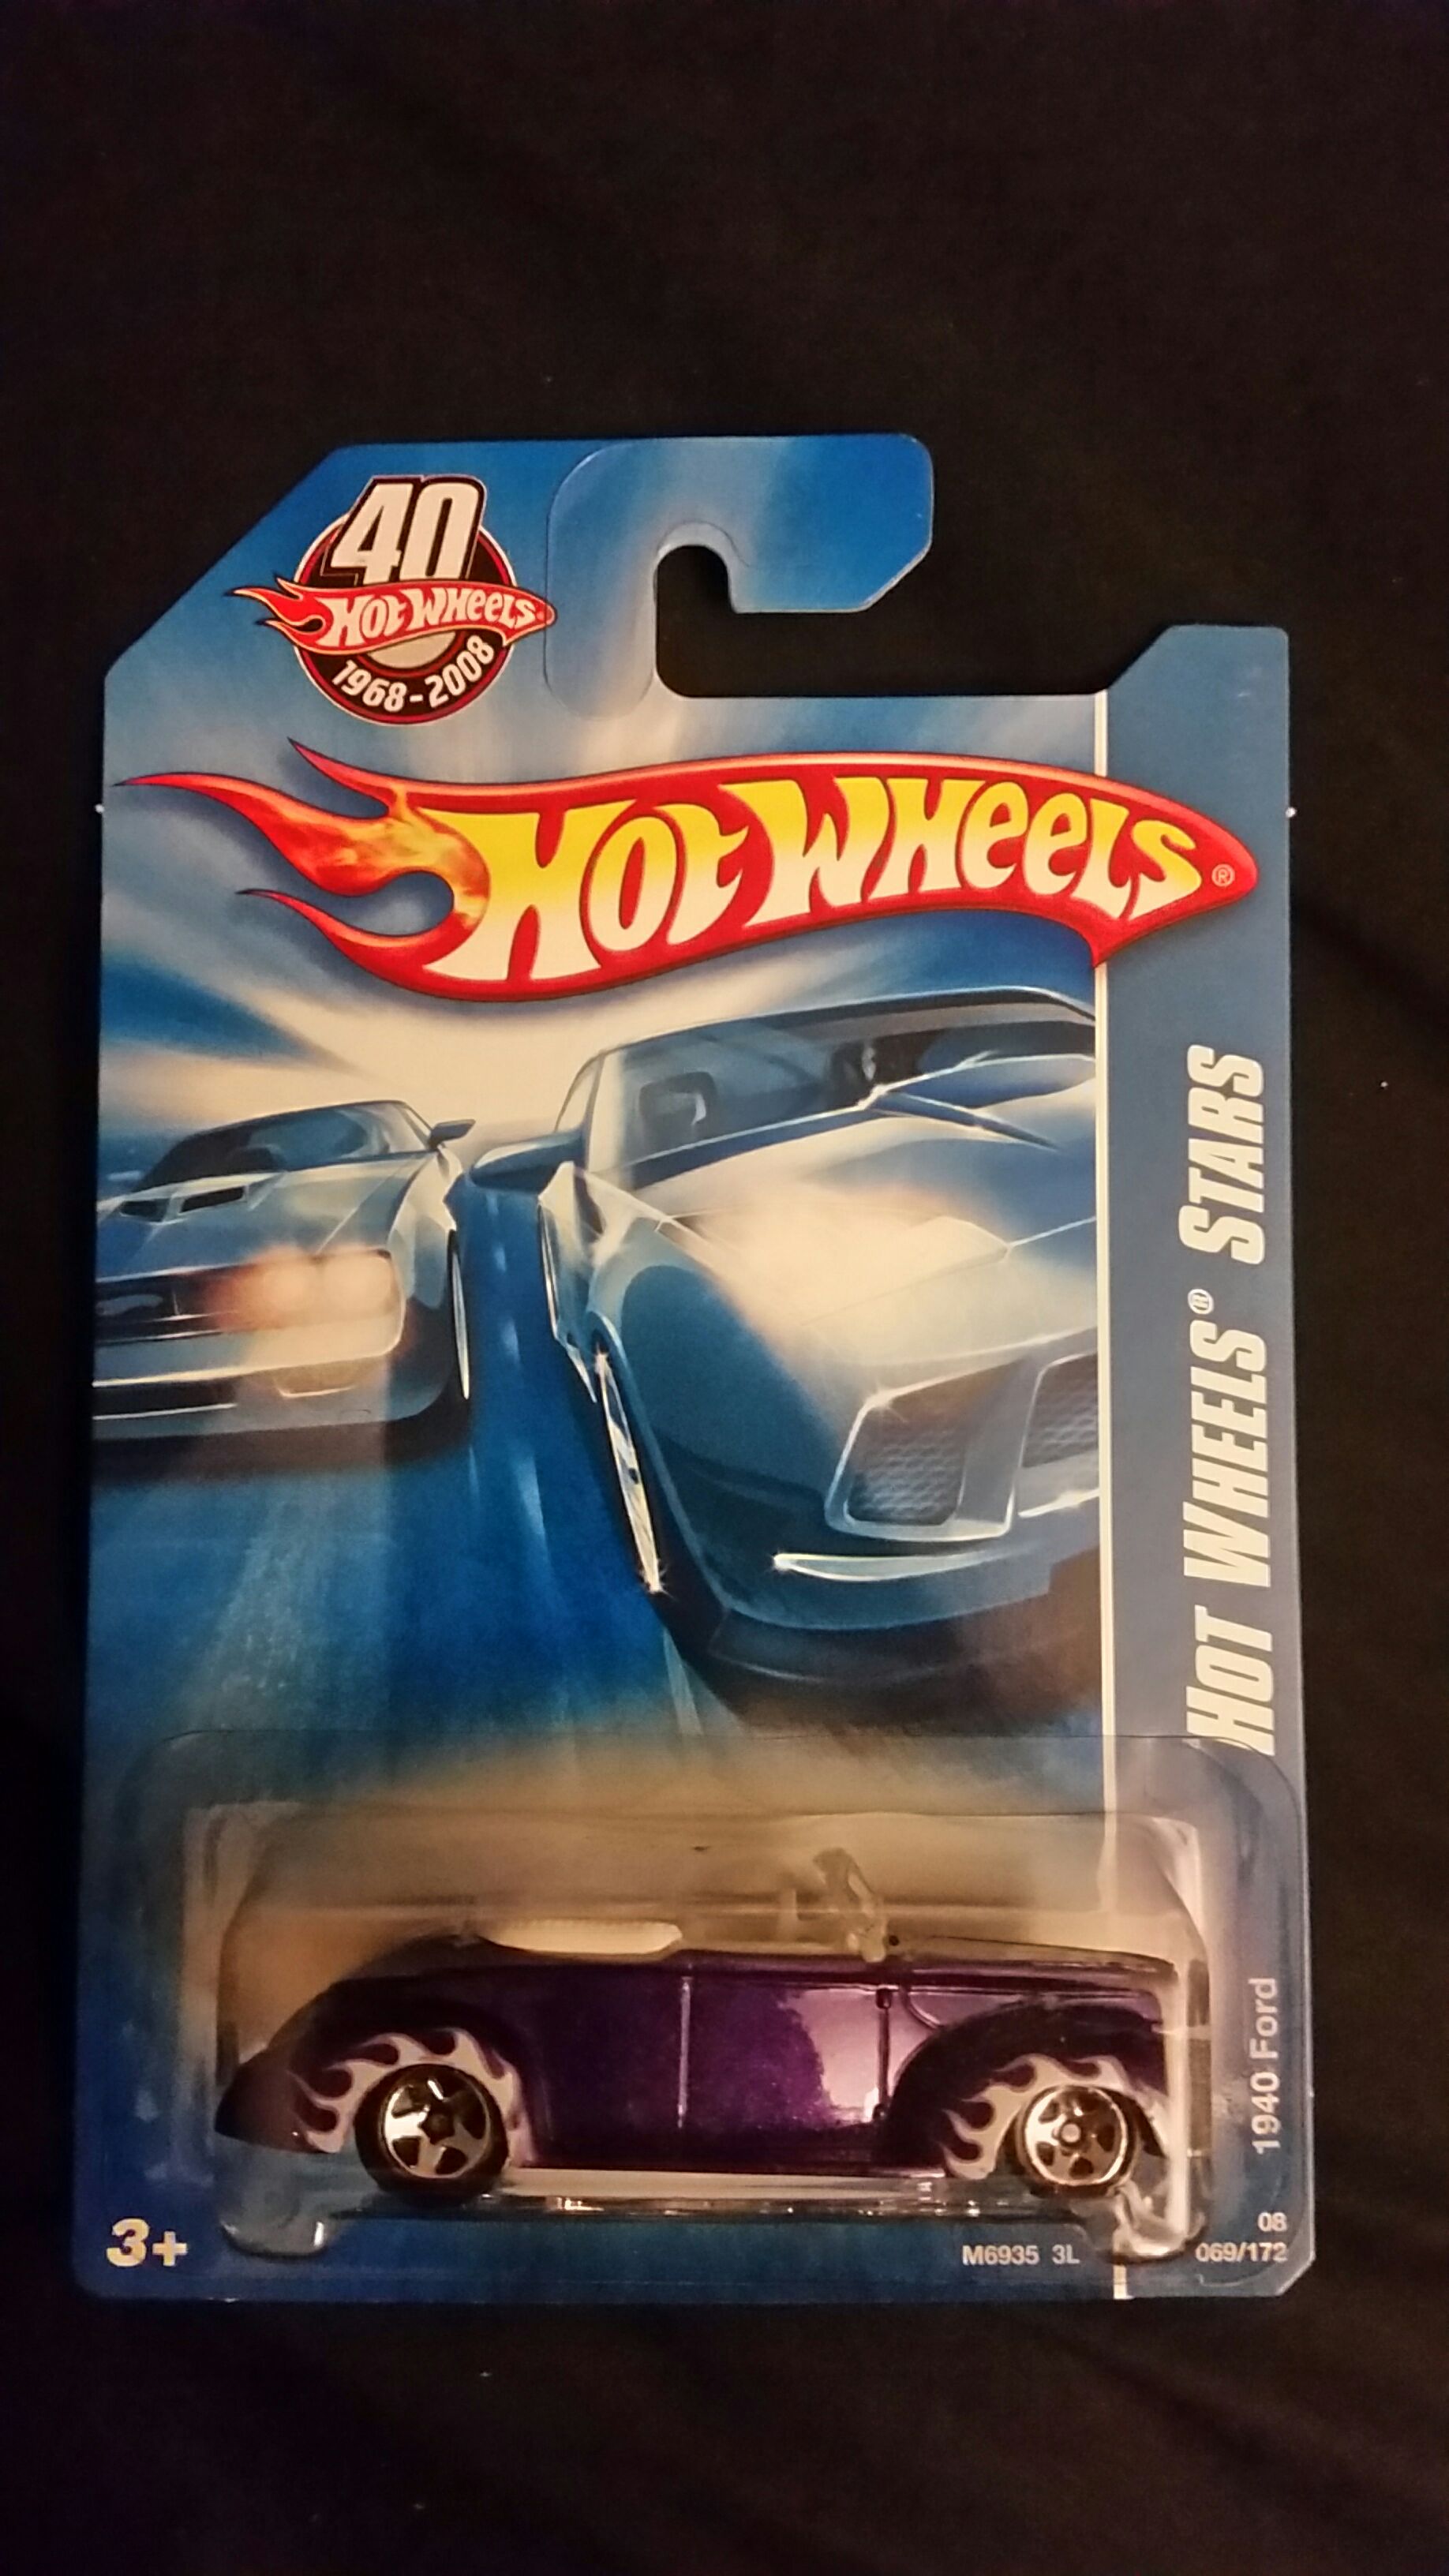 40
HOT WHEELS
1968-2008
HOT WHEELS®
HOT WHEELS® STARS
1940 Ford
3+
M6935 3L
08
069/172